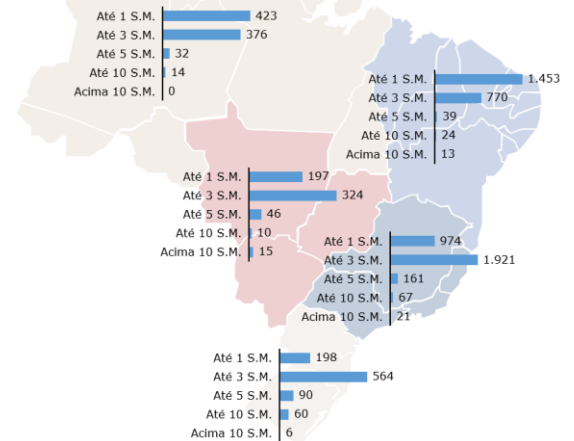 Até 1 S.M. 423
Até 3 S.M. 376
Até 5 S.M. 32
Até 10 S.M. 14
Acima 10 S.M. 0
Até 1 S.M. 1.453
Até 3 S.M. 770
Até 5 S.M. 39
Até 10 S.M. 24
Acima 10 S.M. 13
Até 1 S.M. 197
Até 3 S.M. 324
Até 5 S.M. 46
Até 10 S.M. 10
Acima 10 S.M. 15
Até 1 S.M. 974
Até 3 S.M. 1.921
Até 5 S.M. 161
Até 10 S.M. 67
Acima 10 S.M. 21
Até 1 S.M. 198
Até 3 S.M. 564
Até 5 S.M. 90
Até 10 S.M. 60
Acima 10 S.M. 6